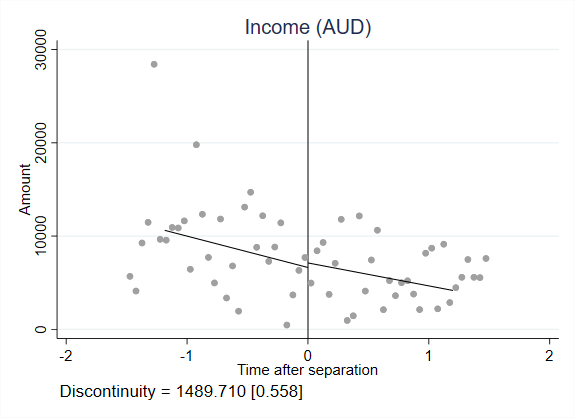 Income (AUD)
30000
20000
10000
0
Amount
-2 -1 0 1 2
Time after separation
Discontinuity = 1489.710 [0.558]